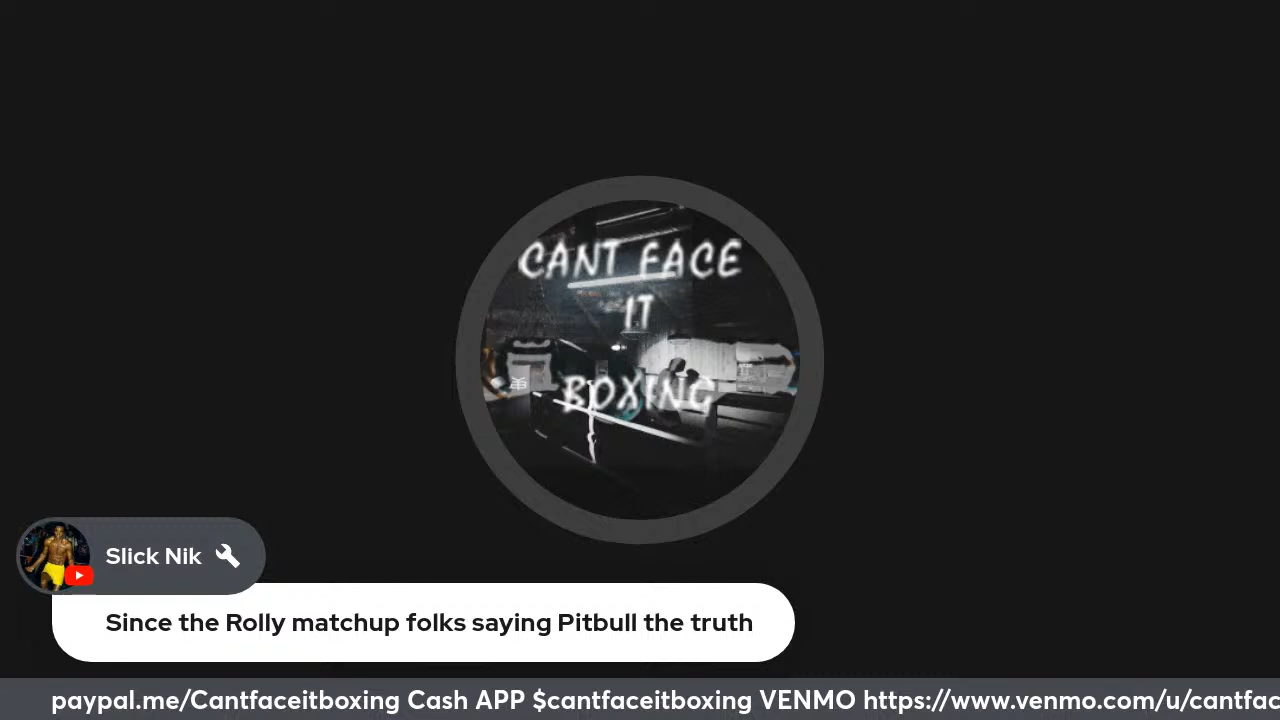 CANT FACE
IT
BOXING
Slick Nik
Since the Rolly matchup folks saying Pitbull the truth
paypal.me/Cantfaceitboxing Cash APP $cantfaceitboxing VENMO https://www.venmo.com/u/cantfac